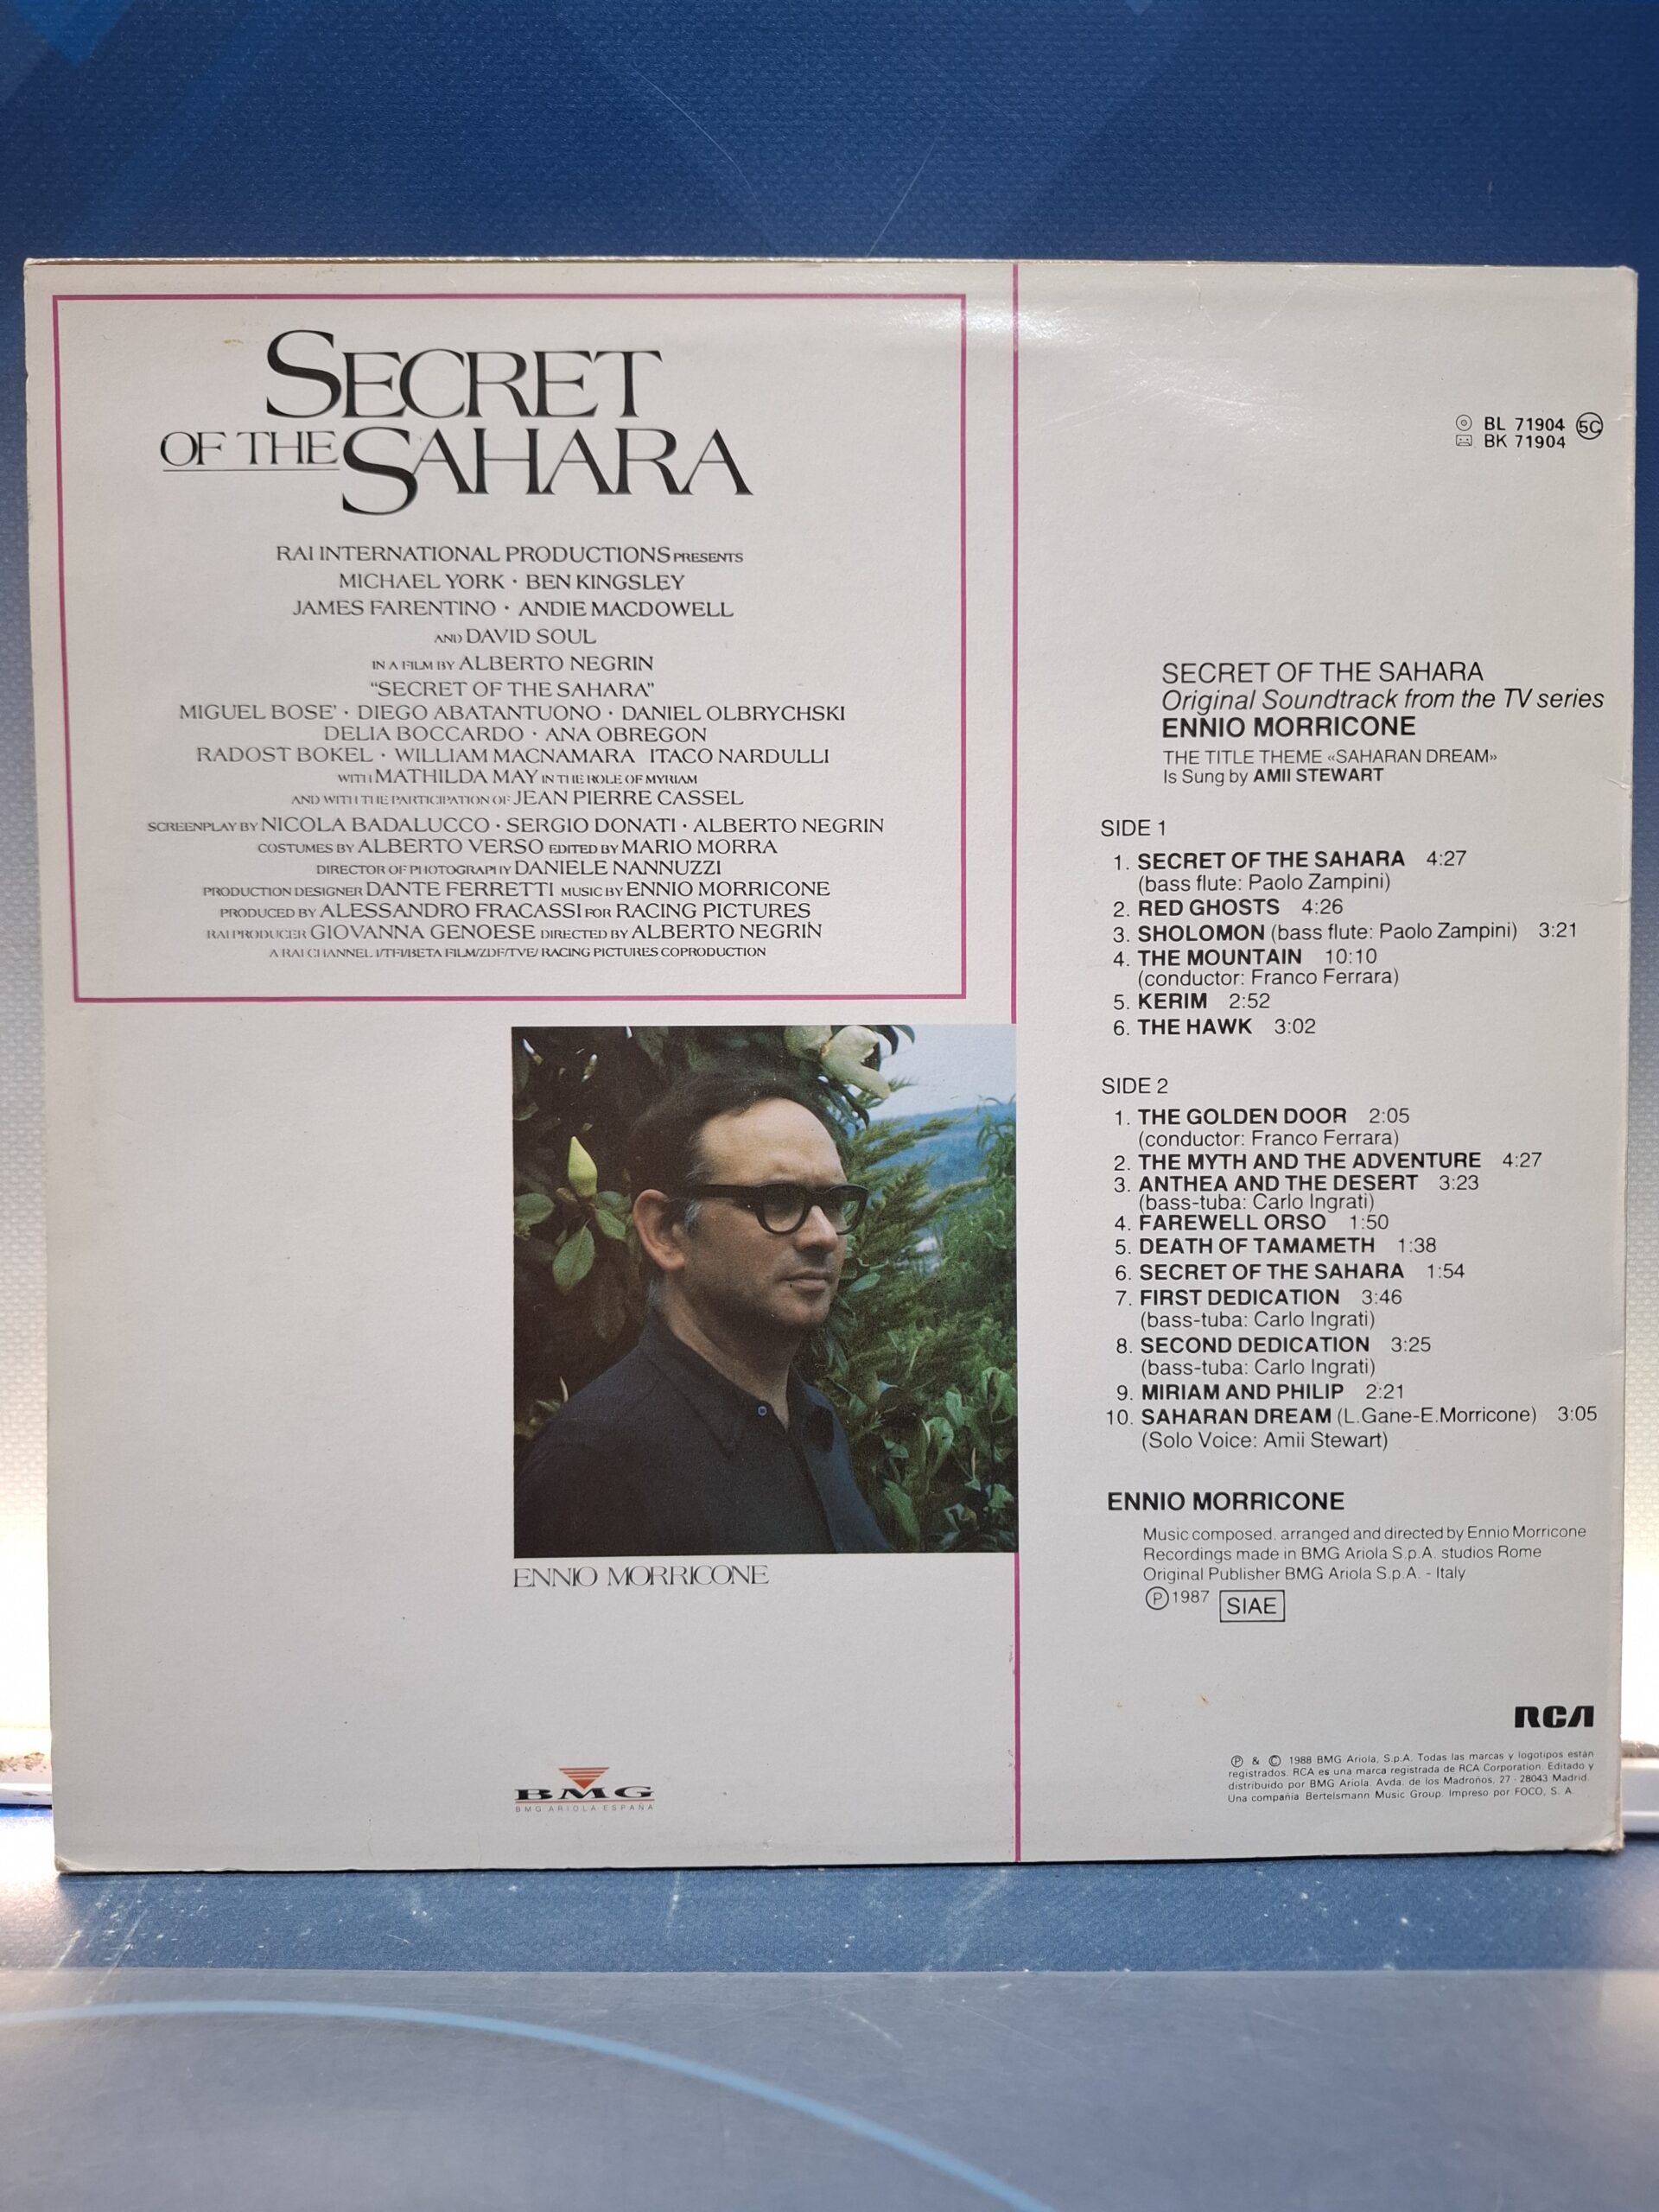 SECRET
OF THE SAHARA
RAI INTERNATIONAL PRODUCTIONS PRESENTS
MICHAEL YORK · BEN KINGSLEY
JAMES FARENTINO · ANDIE MACDOWELL
AND DAVID SOUL
IN A FILM BY ALBERTO NEGRIN
"SECRET OF THE SAHARA"
MIGUEL BOSE' · DIEGO ABATANTUONO · DANIEL OLBRYCHSKI
DELIA BOCCARDO · ANA OBREGON
RADOST BOKEL · WILLIAM MACNAMARA ITACO NARDULLI
WITH MATHILDA MAY IN THE ROLE OF MYRIAM
AND WITH THE PARTICIPATION OF JEAN PIERRE CASSEL
SCREENPLAY BY NICOLA BADALUCCO · SERGIO DONATI · ALBERTO NEGRIN
COSTUMES BY ALBERTO VERSO EDITED BY MARIO MORRA
DIRECTOR OF PHOTOGRAPHY DANIELE NANNUZZI
PRODUCTION DESIGNER DANTE FERRETTI MUSIC BY ENNIO MORRICONE
PRODUCED BY ALESSANDRO FRACASSI FOR RACING PICTURES
RAI PRODUCER GIOVANNA GENOESE DIRECTED BY ALBERTO NEGRIN
A RAI CHANNEL 1/TF1/BETA FILM/ZDF/TVE/ RACING PICTURES COPRODUCTION
ENNIO MORRICONE
BMG
BMG ARIOLA ESPAÑA
BL 71904 5C
BK 71904
SECRET OF THE SAHARA
Original Soundtrack from the TV series
ENNIO MORRICONE
THE TITLE THEME «SAHARAN DREAM»
Is Sung by AMII STEWART
SIDE 1
1. SECRET OF THE SAHARA 4:27
(bass flute: Paolo Zampini)
2. RED GHOSTS 4:26
3. SHOLOMON (bass flute: Paolo Zampini) 3:21
4. THE MOUNTAIN 10:10
(conductor: Franco Ferrara)
5. KERIM 2:52
6. THE HAWK 3:02
SIDE 2
1. THE GOLDEN DOOR 2:05
(conductor: Franco Ferrara)
2. THE MYTH AND THE ADVENTURE 4:27
3. ANTHEA AND THE DESERT 3:23
(bass-tuba: Carlo Ingrati)
4. FAREWELL ORSO 1:50
5. DEATH OF TAMAMETH 1:38
6. SECRET OF THE SAHARA 1:54
7. FIRST DEDICATION 3:46
(bass-tuba: Carlo Ingrati)
8. SECOND DEDICATION 3:25
(bass-tuba: Carlo Ingrati)
9. MIRIAM AND PHILIP 2:21
10. SAHARAN DREAM (L.Gane-E.Morricone) 3:05
(Solo Voice: Amii Stewart)
ENNIO MORRICONE
Music composed, arranged and directed by Ennio Morricone
Recordings made in BMG Ariola S.p.A. studios Rome
Original Publisher BMG Ariola S.p.A. - Italy
℗ 1987 SIAE
RCA
℗ & © 1988 BMG Ariola, S.p.A. Todas las marcas y logotipos están
registrados. RCA es una marca registrada de RCA Corporation. Editado y
distribuido por BMG Ariola. Avda. de los Madroños, 27 - 28043 Madrid.
Una compañia Bertelsmann Music Group. Impreso por FOCO, S. A.